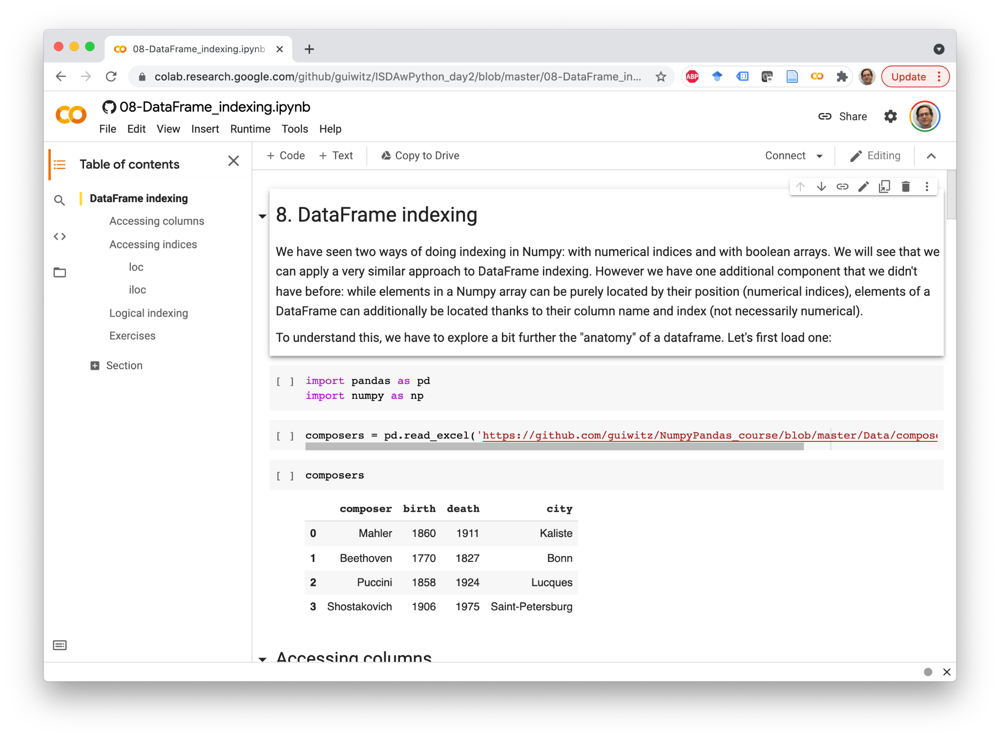 08-DataFrame_indexing.ipynb
colab.research.google.com/github/guiwitz/ISDAwPython_day2/blob/master/08-DataFrame_in...
ABP
Update
08-DataFrame_indexing.ipynb
File Edit View Insert Runtime Tools Help
Share
Table of contents
DataFrame indexing
Accessing columns
Accessing indices
loc
iloc
Logical indexing
Exercises
Section
+ Code + Text Copy to Drive
Connect Editing
8. DataFrame indexing
We have seen two ways of doing indexing in Numpy: with numerical indices and with boolean arrays. We will see that we
can apply a very similar approach to DataFrame indexing. However we have one additional component that we didn't
have before: while elements in a Numpy array can be purely located by their position (numerical indices), elements of a
DataFrame can additionally be located thanks to their column name and index (not necessarily numerical).
To understand this, we have to explore a bit further the "anatomy" of a dataframe. Let's first load one:
[ ] import pandas as pd
import numpy as np
[ ] composers = pd.read_excel('https://github.com/guiwitz/NumpyPandas_course/blob/master/Data/compose
[ ] composers
composer birth death city
0 Mahler 1860 1911 Kaliste
1 Beethoven 1770 1827 Bonn
2 Puccini 1858 1924 Lucques
3 Shostakovich 1906 1975 Saint-Petersburg
Accessing columns